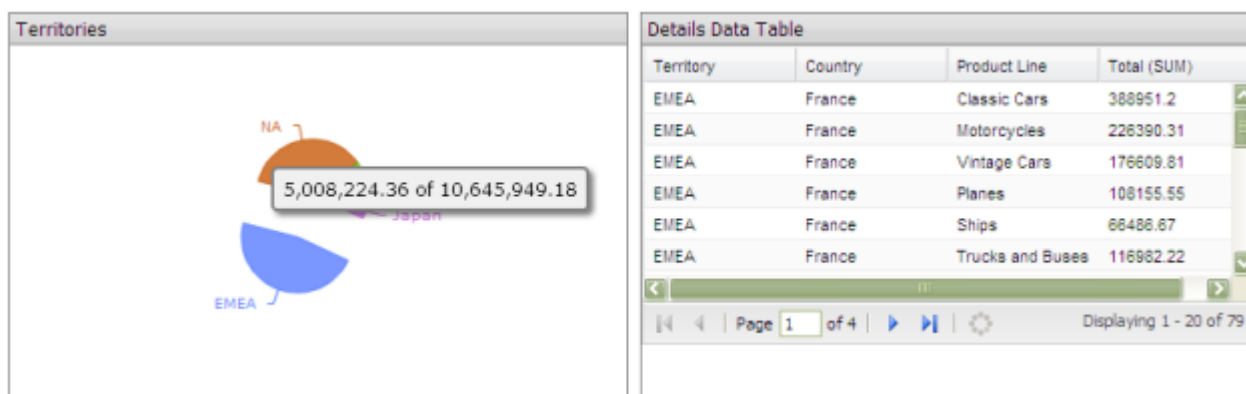 Territories
NA
5,008,224.36 of 10,645,949.18
Japan
EMEA
Details Data Table
Territory Country Product Line Total (SUM)
EMEA France Classic Cars 388951.2
EMEA France Motorcycles 226390.31
EMEA France Vintage Cars 176609.81
EMEA France Planes 108155.55
EMEA France Ships 66486.67
EMEA France Trucks and Buses 116982.22
Page 1 of 4 Displaying 1 - 20 of 79